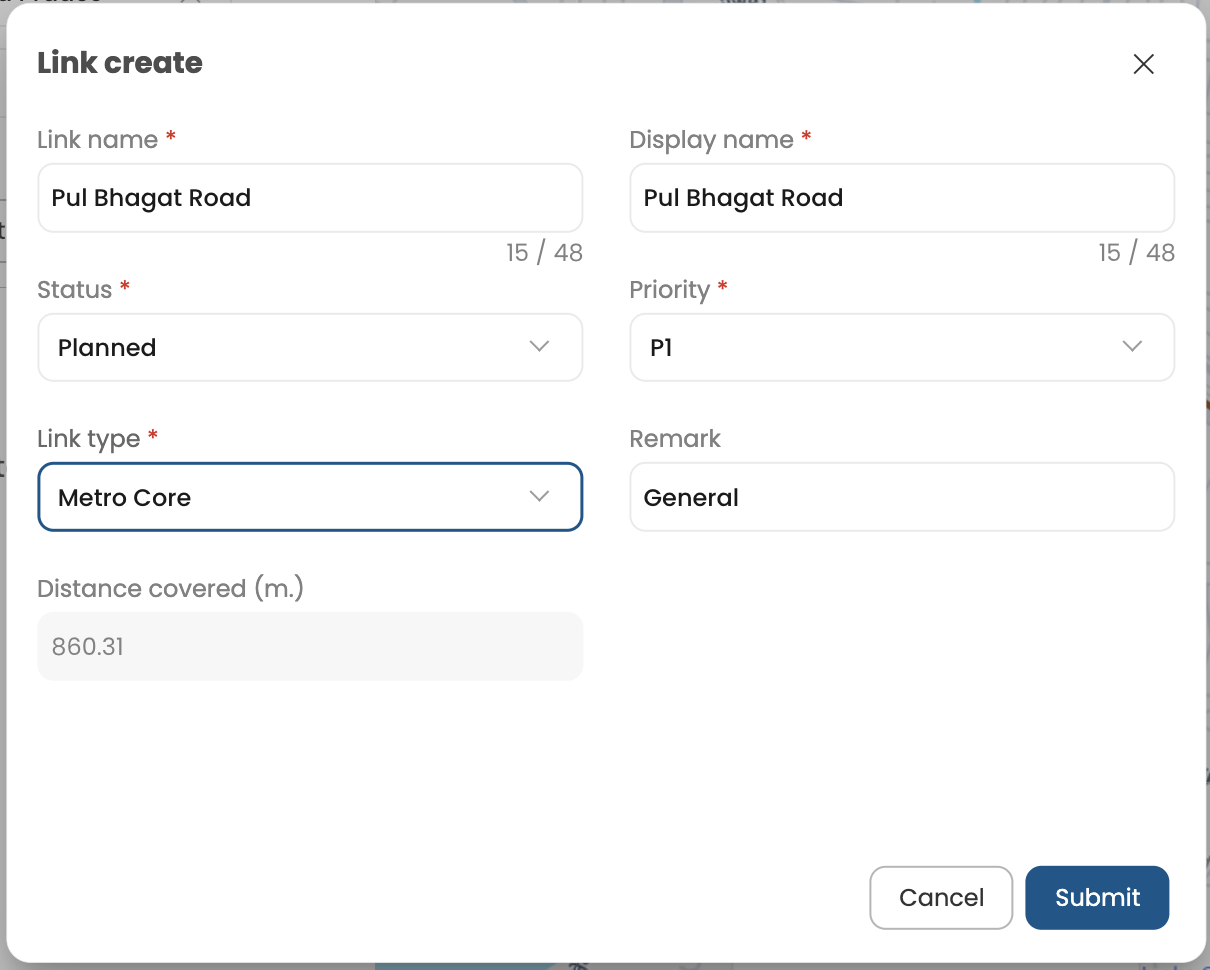 Link create
Link name *
Display name *
Pul Bhagat Road
Pul Bhagat Road
15 / 48
15 / 48
Status *
Priority *
Planned
P1
Link type *
Remark
Metro Core
General
Distance covered (m.)
860.31
Cancel
Submit